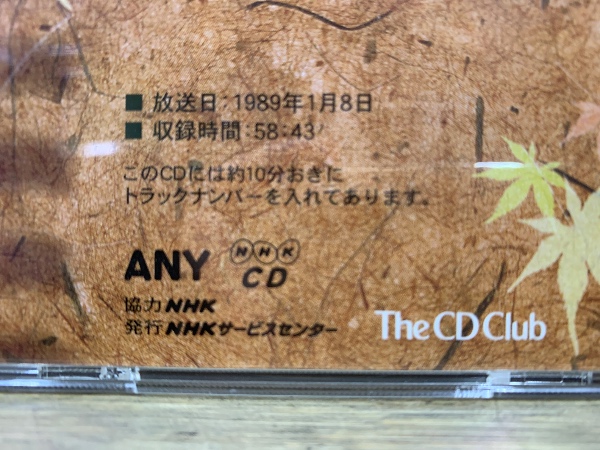 ■ 放送日：1989年1月8日
■ 収録時間：58:43
このCDには約10分おきに
トラックナンバーを入れてあります。
ANY NHK CD
協力 NHK
発行 NHKサービスセンター
The CD Club